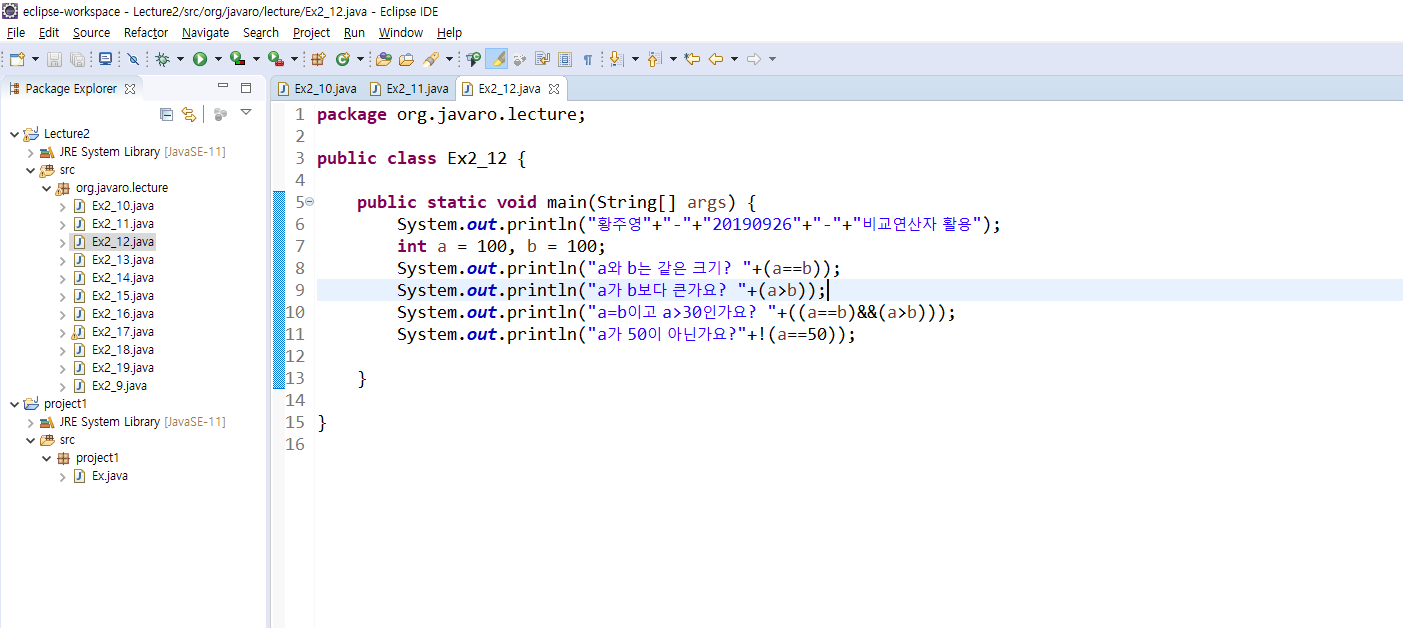 eclipse-workspace - Lecture2/src/org/javaro/lecture/Ex2_12.java - Eclipse IDE
File Edit Source Refactor Navigate Search Project Run Window Help
Package Explorer
Lecture2
JRE System Library [JavaSE-11]
src
org.javaro.lecture
Ex2_10.java
Ex2_11.java
Ex2_12.java
Ex2_13.java
Ex2_14.java
Ex2_15.java
Ex2_16.java
Ex2_17.java
Ex2_18.java
Ex2_19.java
Ex2_9.java
project1
JRE System Library [JavaSE-11]
src
project1
Ex.java
Ex2_10.java Ex2_11.java Ex2_12.java
1 package org.javaro.lecture;
2
3 public class Ex2_12 {
4
5 public static void main(String[] args) {
6 System.out.println("황주영"+"-"+"20190926"+"-"+"비교연산자 활용");
7 int a = 100, b = 100;
8 System.out.println("a와 b는 같은 크기? "+(a==b));
9 System.out.println("a가 b보다 큰가요? "+(a>b));
10 System.out.println("a=b이고 a>30인가요? "+((a==b)&&(a>b)));
11 System.out.println("a가 50이 아닌가요?"+!(a==50));
12
13 }
14
15 }
16